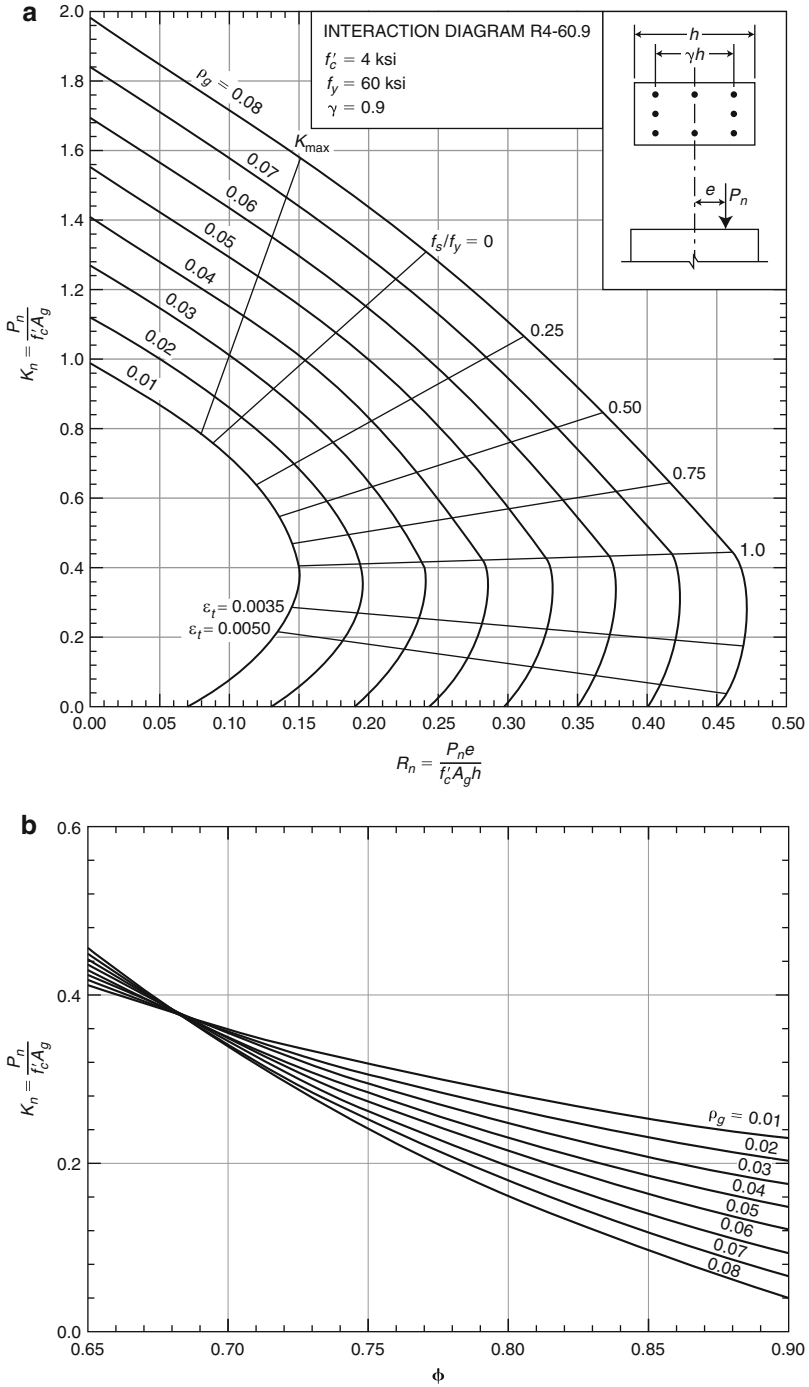 a
INTERACTION DIAGRAM R4-60.9
f′c = 4 ksi
fy = 60 ksi
γ = 0.9
h
γh
e
Pn
2.0
1.8
1.6
1.4
1.2
1.0
0.8
0.6
0.4
0.2
0.0
Kn = Pn / f′c Ag
ρg = 0.08
0.07
0.06
0.05
0.04
0.03
0.02
0.01
Kmax
fs/fy = 0
0.25
0.50
0.75
1.0
εt = 0.0035
εt = 0.0050
0.00 0.05 0.10 0.15 0.20 0.25 0.30 0.35 0.40 0.45 0.50
Rn = Pn e / f′c Ag h
b
0.6
0.4
0.2
0.0
Kn = Pn / f′c Ag
ρg = 0.01
0.02
0.03
0.04
0.05
0.06
0.07
0.08
0.65 0.70 0.75 0.80 0.85 0.90
ϕ